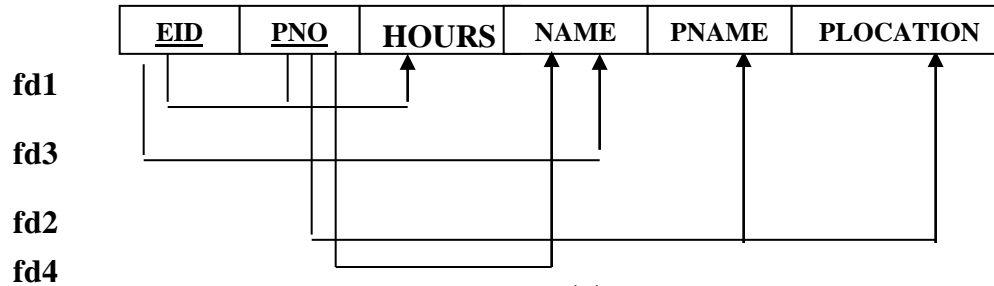 EID PNO HOURS NAME PNAME PLOCATION
fd1
fd3
fd2
fd4